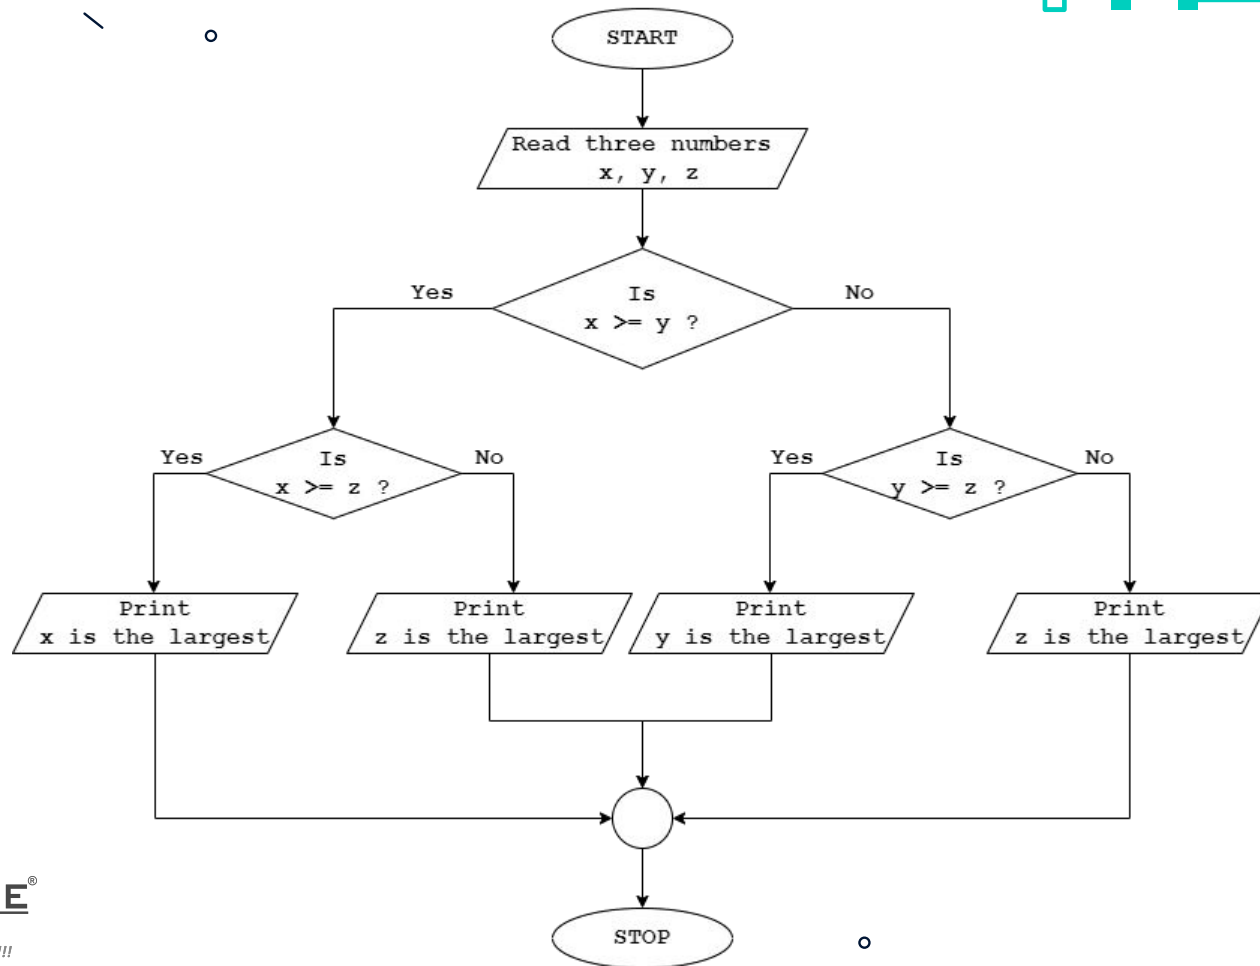 START
Read three numbers
x, y, z
Is
x >= y ?
Yes
No
Is
x >= z ?
Yes
No
Is
y >= z ?
Yes
No
Print
x is the largest
Print
z is the largest
Print
y is the largest
Print
z is the largest
STOP
E®
!!!